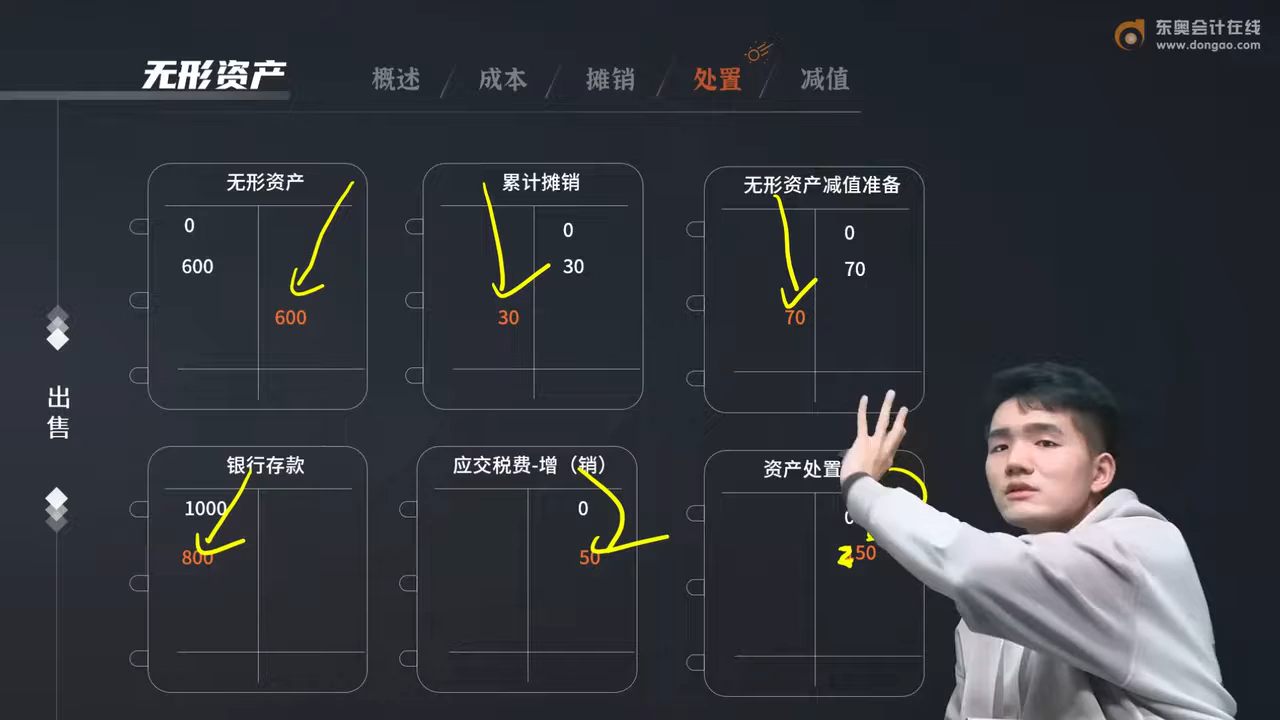 东奥会计在线
www.dongao.com
无形资产
概述 / 成本 / 摊销 / 处置 / 减值
出售
无形资产
0
600
600
累计摊销
0
30
30
无形资产减值准备
0
70
70
银行存款
1000
800
应交税费-增（销）
0
50
资产处置
0
250